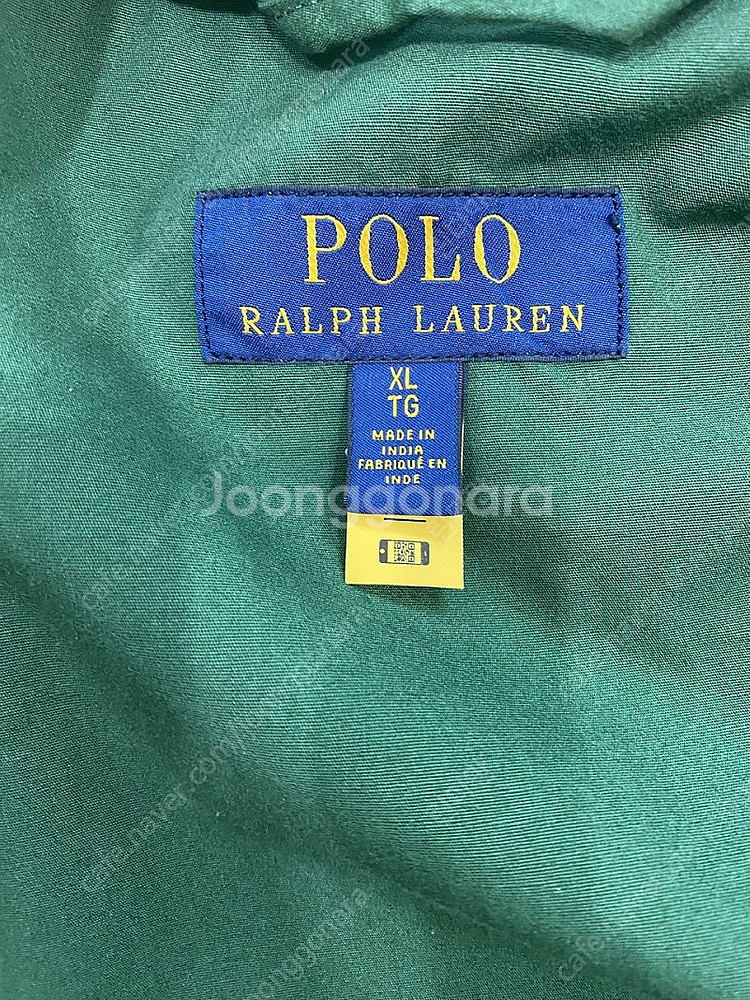 POLO
RALPH LAUREN
XL
TG
MADE IN
INDIA
FABRIQUÉ EN
INDE
Joonggonara